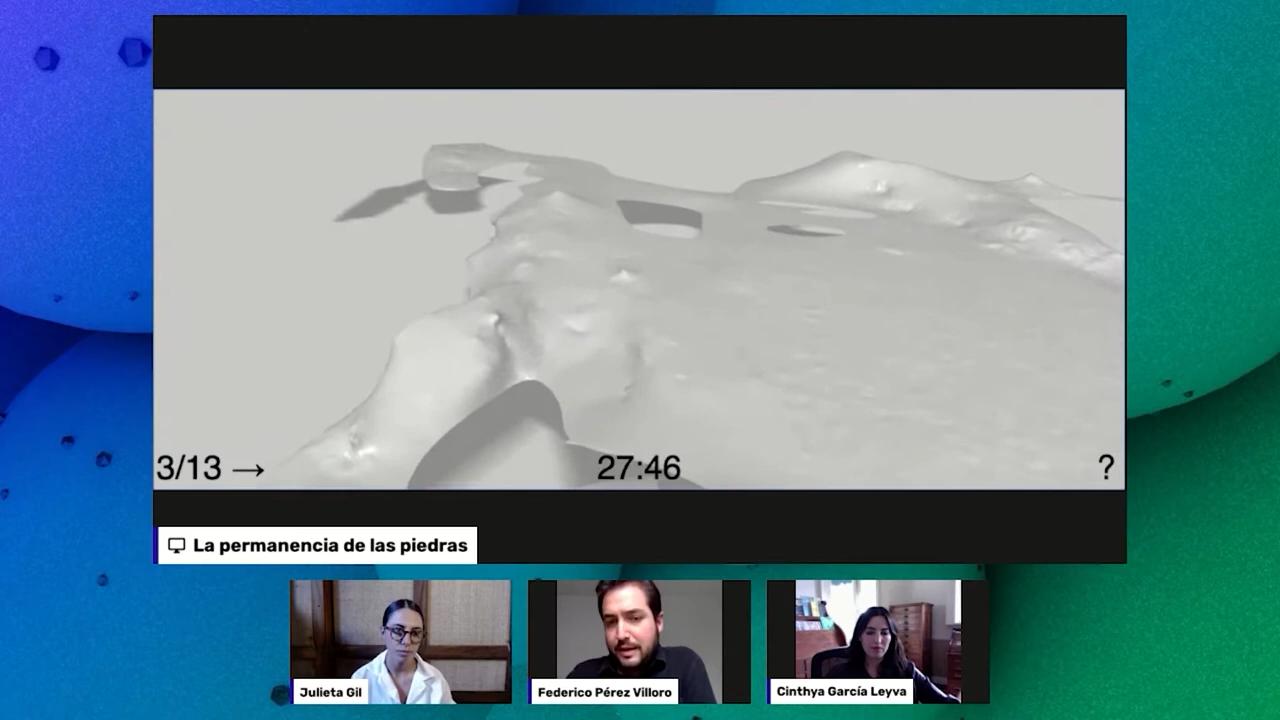 3/13 →
27:46
?
La permanencia de las piedras
Julieta Gil
Federico Pérez Villoro
Cinthya García Leyva